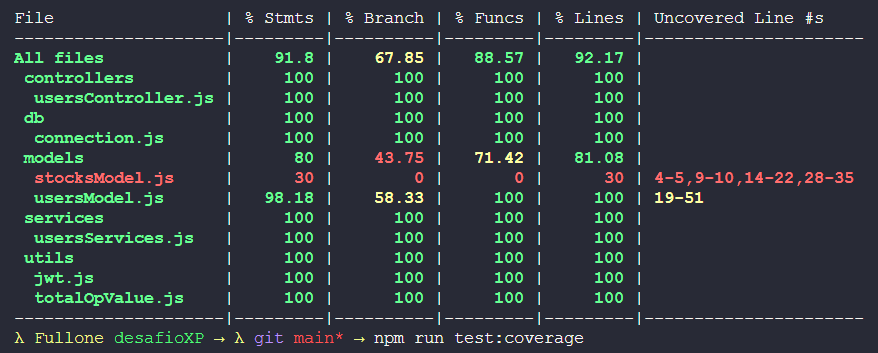 File                 | % Stmts | % Branch | % Funcs | % Lines | Uncovered Line #s
---------------------|---------|----------|---------|---------|----------------------
All files            |    91.8 |    67.85 |   88.57 |   92.17 |
 controllers         |     100 |      100 |     100 |     100 |
  usersController.js |     100 |      100 |     100 |     100 |
 db                  |     100 |      100 |     100 |     100 |
  connection.js      |     100 |      100 |     100 |     100 |
 models              |      80 |    43.75 |   71.42 |   81.08 |
  stocksModel.js     |      30 |        0 |       0 |      30 | 4-5,9-10,14-22,28-35
  usersModel.js      |   98.18 |    58.33 |     100 |     100 | 19-51
 services            |     100 |      100 |     100 |     100 |
  usersServices.js   |     100 |      100 |     100 |     100 |
 utils               |     100 |      100 |     100 |     100 |
  jwt.js             |     100 |      100 |     100 |     100 |
  totalOpValue.js    |     100 |      100 |     100 |     100 |
---------------------|---------|----------|---------|---------|----------------------
λ Fullone desafioXP → λ git main* → npm run test:coverage